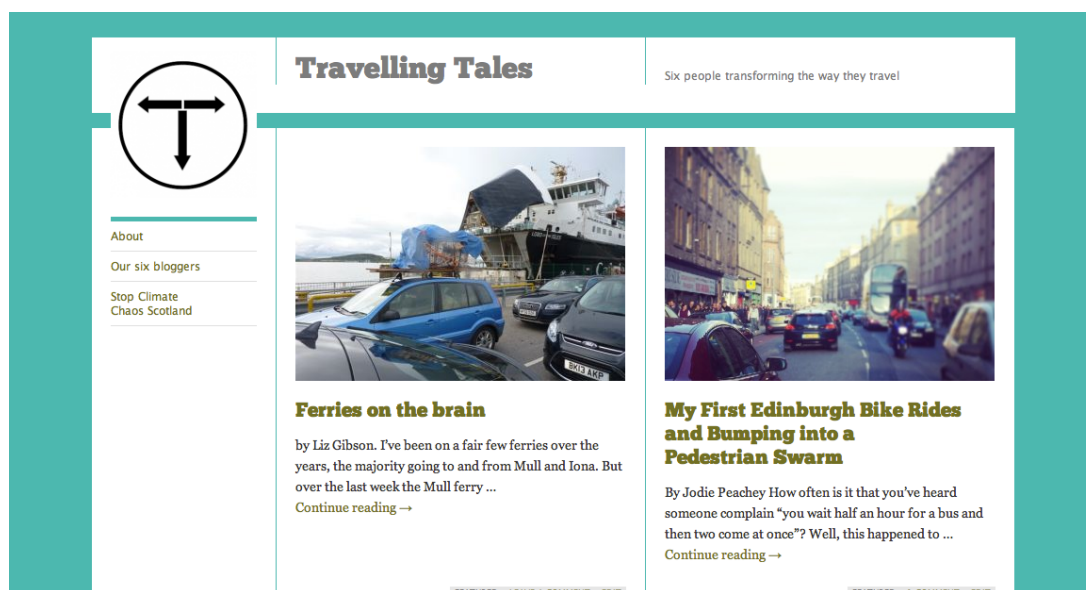 Travelling Tales
Six people transforming the way they travel
About
Our six bloggers
Stop Climate
Chaos Scotland
BK13 AKP
Ferries on the brain
by Liz Gibson. I've been on a fair few ferries over the
years, the majority going to and from Mull and Iona. But
over the last week the Mull ferry ...
Continue reading →
My First Edinburgh Bike Rides
and Bumping into a
Pedestrian Swarm
By Jodie Peachey How often is it that you've heard
someone complain “you wait half an hour for a bus and
then two come at once”? Well, this happened to ...
Continue reading →